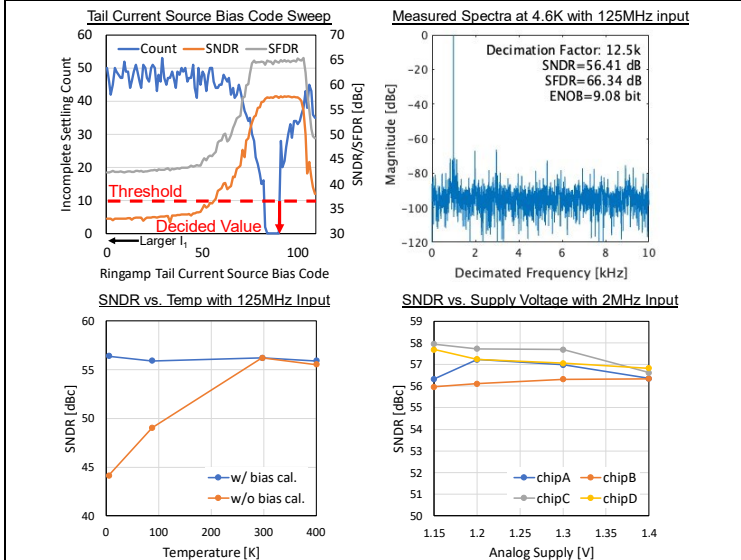 Tail Current Source Bias Code Sweep
Count SNDR SFDR
60
50
40
30
20
10
0
Incomplete Settling Count
70
65
60
55
50
45
40
35
30
SNDR/SFDR [dBc]
Threshold
Decided Value
Larger I1
0 50 100
Ringamp Tail Current Source Bias Code
Measured Spectra at 4.6K with 125MHz input
Decimation Factor: 12.5k
SNDR=56.41 dB
SFDR=66.34 dB
ENOB=9.08 bit
0
-20
-40
-60
-80
-100
-120
Magnitude [dBc]
0 2 4 6 8 10
Decimated Frequency [kHz]
SNDR vs. Temp with 125MHz Input
60
55
50
45
40
SNDR [dBc]
w/ bias cal.
w/o bias cal.
0 100 200 300 400
Temperature [K]
SNDR vs. Supply Voltage with 2MHz Input
59
58
57
56
55
54
53
52
51
50
SNDR [dBc]
chipA chipB
chipC chipD
1.15 1.2 1.3 1.4
Analog Supply [V]